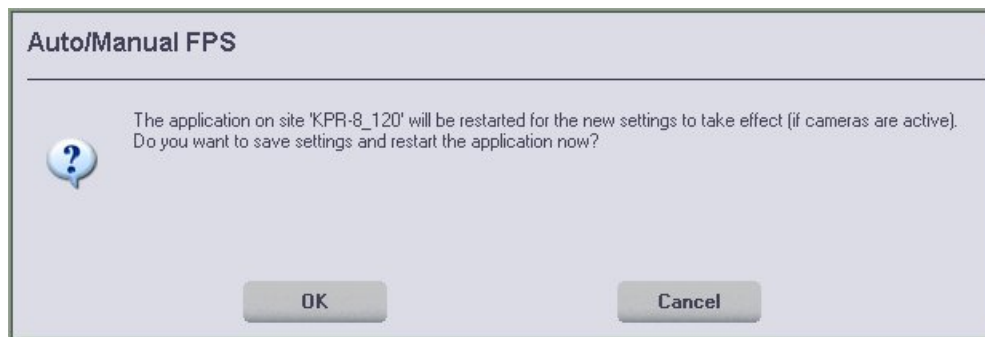 Auto/Manual FPS
The application on site 'KPR-8_120' will be restarted for the new settings to take effect (if cameras are active).
Do you want to save settings and restart the application now?
OK
Cancel